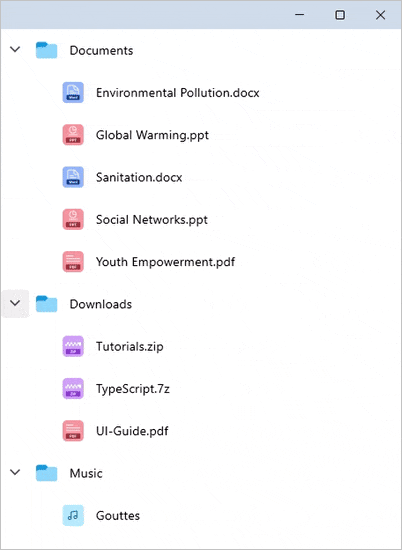 Documents
Environmental Pollution.docx
Global Warming.ppt
Sanitation.docx
Social Networks.ppt
Youth Empowerment.pdf
Downloads
Tutorials.zip
TypeScript.7z
UI-Guide.pdf
Music
Gouttes